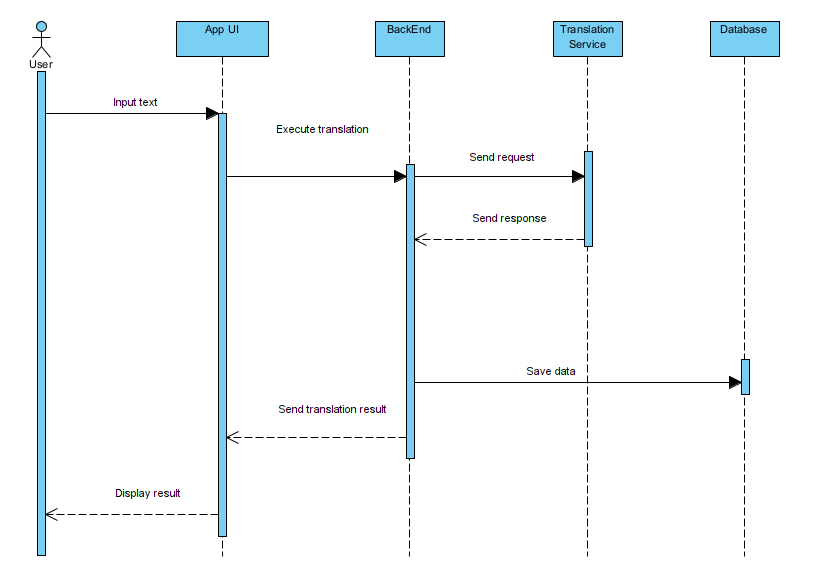 App UI
BackEnd
Translation
Service
Database
User
Input text
Execute translation
Send request
Send response
Save data
Send translation result
Display result